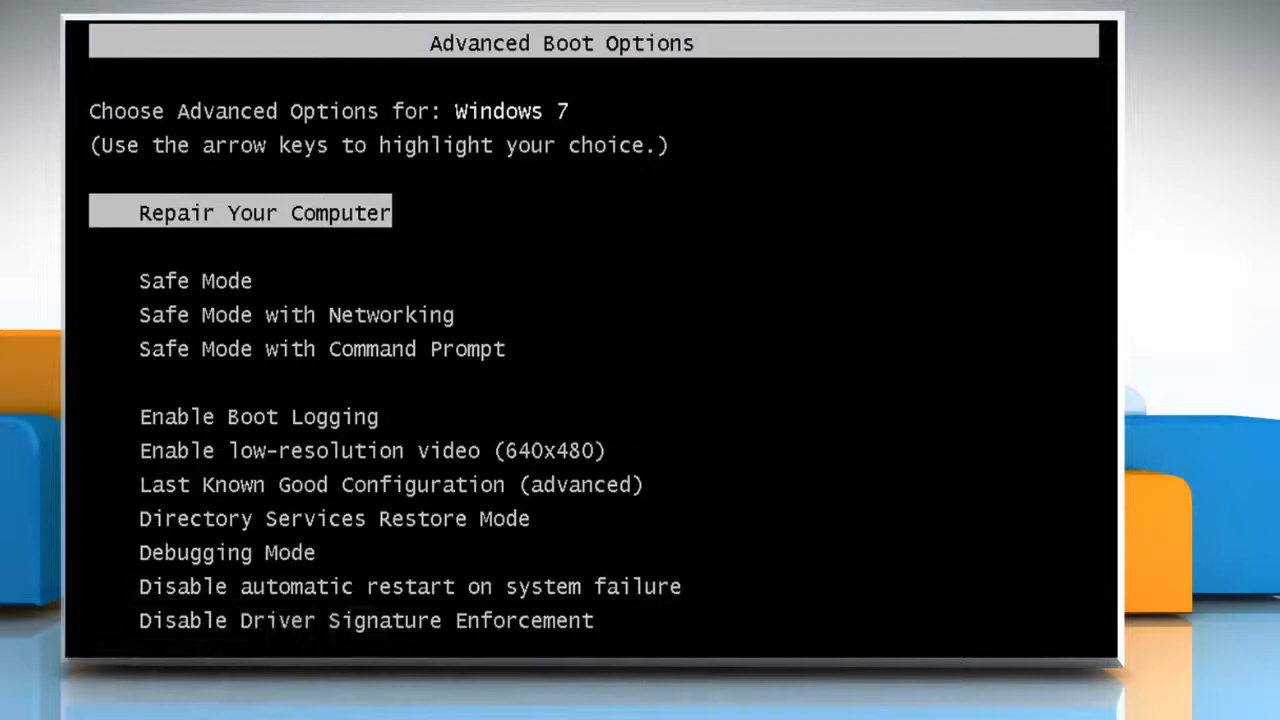 Advanced Boot Options
Choose Advanced Options for: Windows 7
(Use the arrow keys to highlight your choice.)
Repair Your Computer
Safe Mode
Safe Mode with Networking
Safe Mode with Command Prompt
Enable Boot Logging
Enable low-resolution video (640x480)
Last Known Good Configuration (advanced)
Directory Services Restore Mode
Debugging Mode
Disable automatic restart on system failure
Disable Driver Signature Enforcement